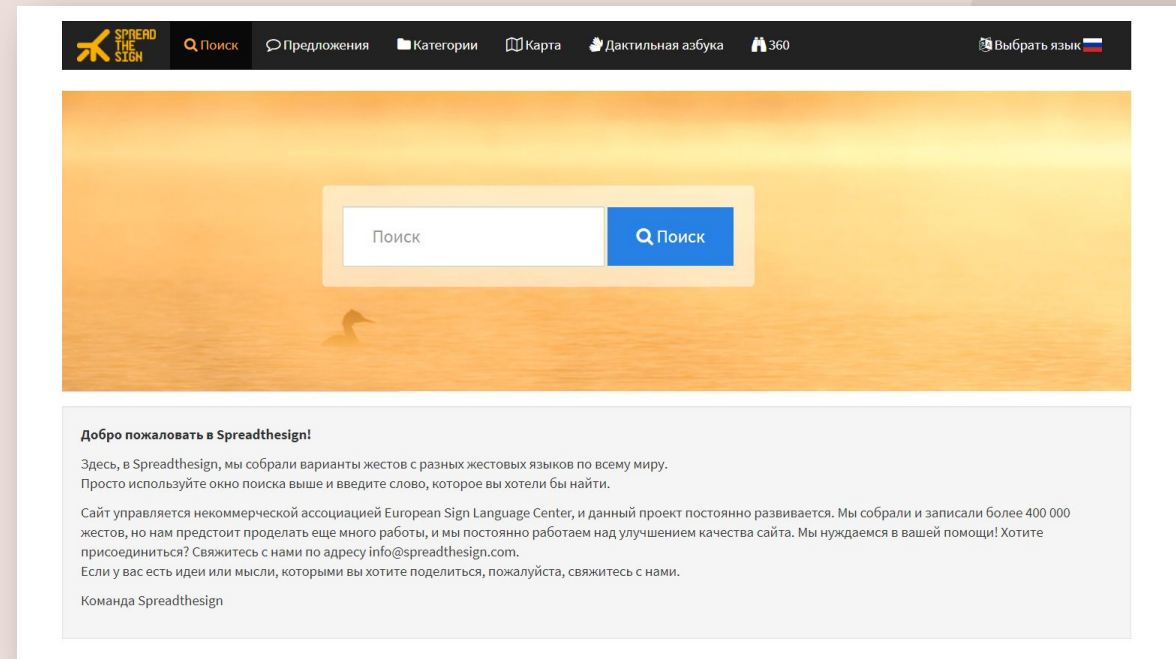 SPREAD
THE
SIGN
Поиск
Предложения
Категории
Карта
Дактильная азбука
360
Выбрать язык
Поиск
Поиск
Добро пожаловать в Spreadthesign!
Здесь, в Spreadthesign, мы собрали варианты жестов с разных жестовых языков по всему миру.
Просто используйте окно поиска выше и введите слово, которое вы хотели бы найти.
Сайт управляется некоммерческой ассоциацией European Sign Language Center, и данный проект постоянно развивается. Мы собрали и записали более 400 000
жестов, но нам предстоит проделать еще много работы, и мы постоянно работаем над улучшением качества сайта. Мы нуждаемся в вашей помощи! Хотите
присоединиться? Свяжитесь с нами по адресу info@spreadthesign.com.
Если у вас есть идеи или мысли, которыми вы хотите поделиться, пожалуйста, свяжитесь с нами.
Команда Spreadthesign